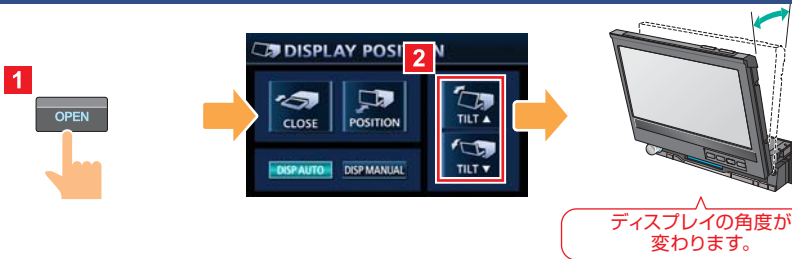 1
OPEN
DISPLAY POSI N
2
CLOSE
POSITION
TILT ▲
TILT ▼
DISP AUTO
DISP MANUAL
ディスプレイの角度が
変わります。